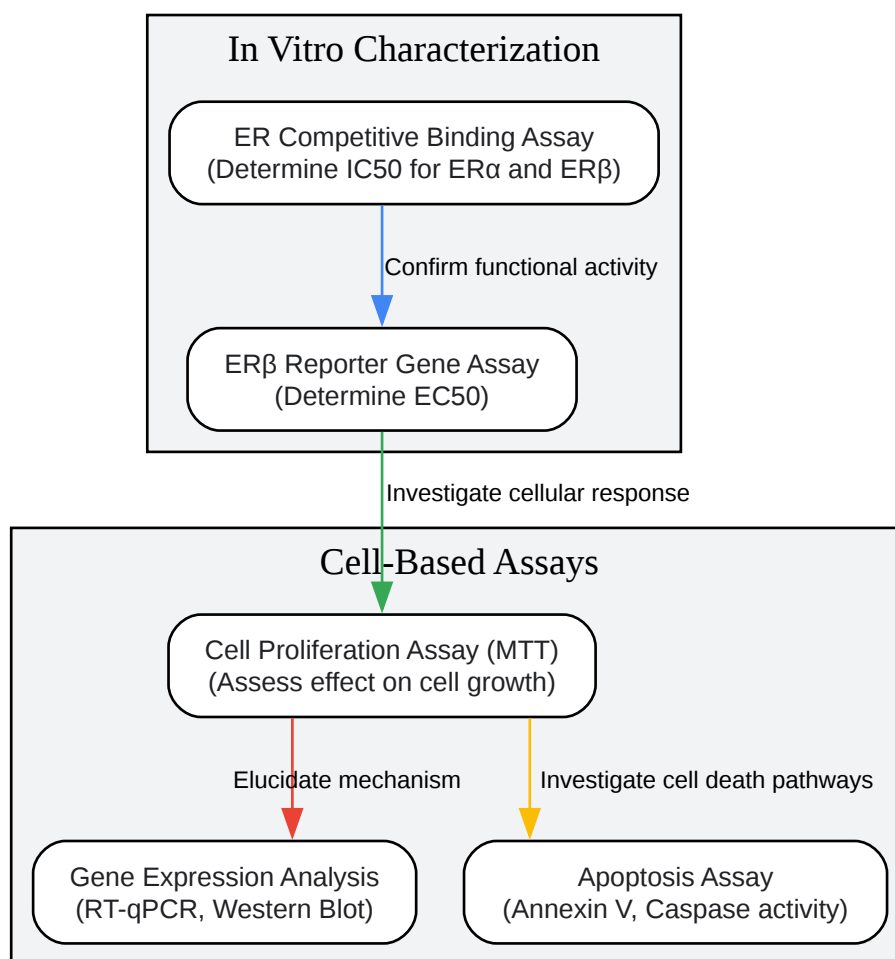 In Vitro Characterization
ER Competitive Binding Assay
(Determine IC50 for ERα and ERβ)
Confirm functional activity
ERβ Reporter Gene Assay
(Determine EC50)
Investigate cellular response
Cell-Based Assays
Cell Proliferation Assay (MTT)
(Assess effect on cell growth)
Elucidate mechanism
Investigate cell death pathways
Gene Expression Analysis
(RT-qPCR, Western Blot)
Apoptosis Assay
(Annexin V, Caspase activity)